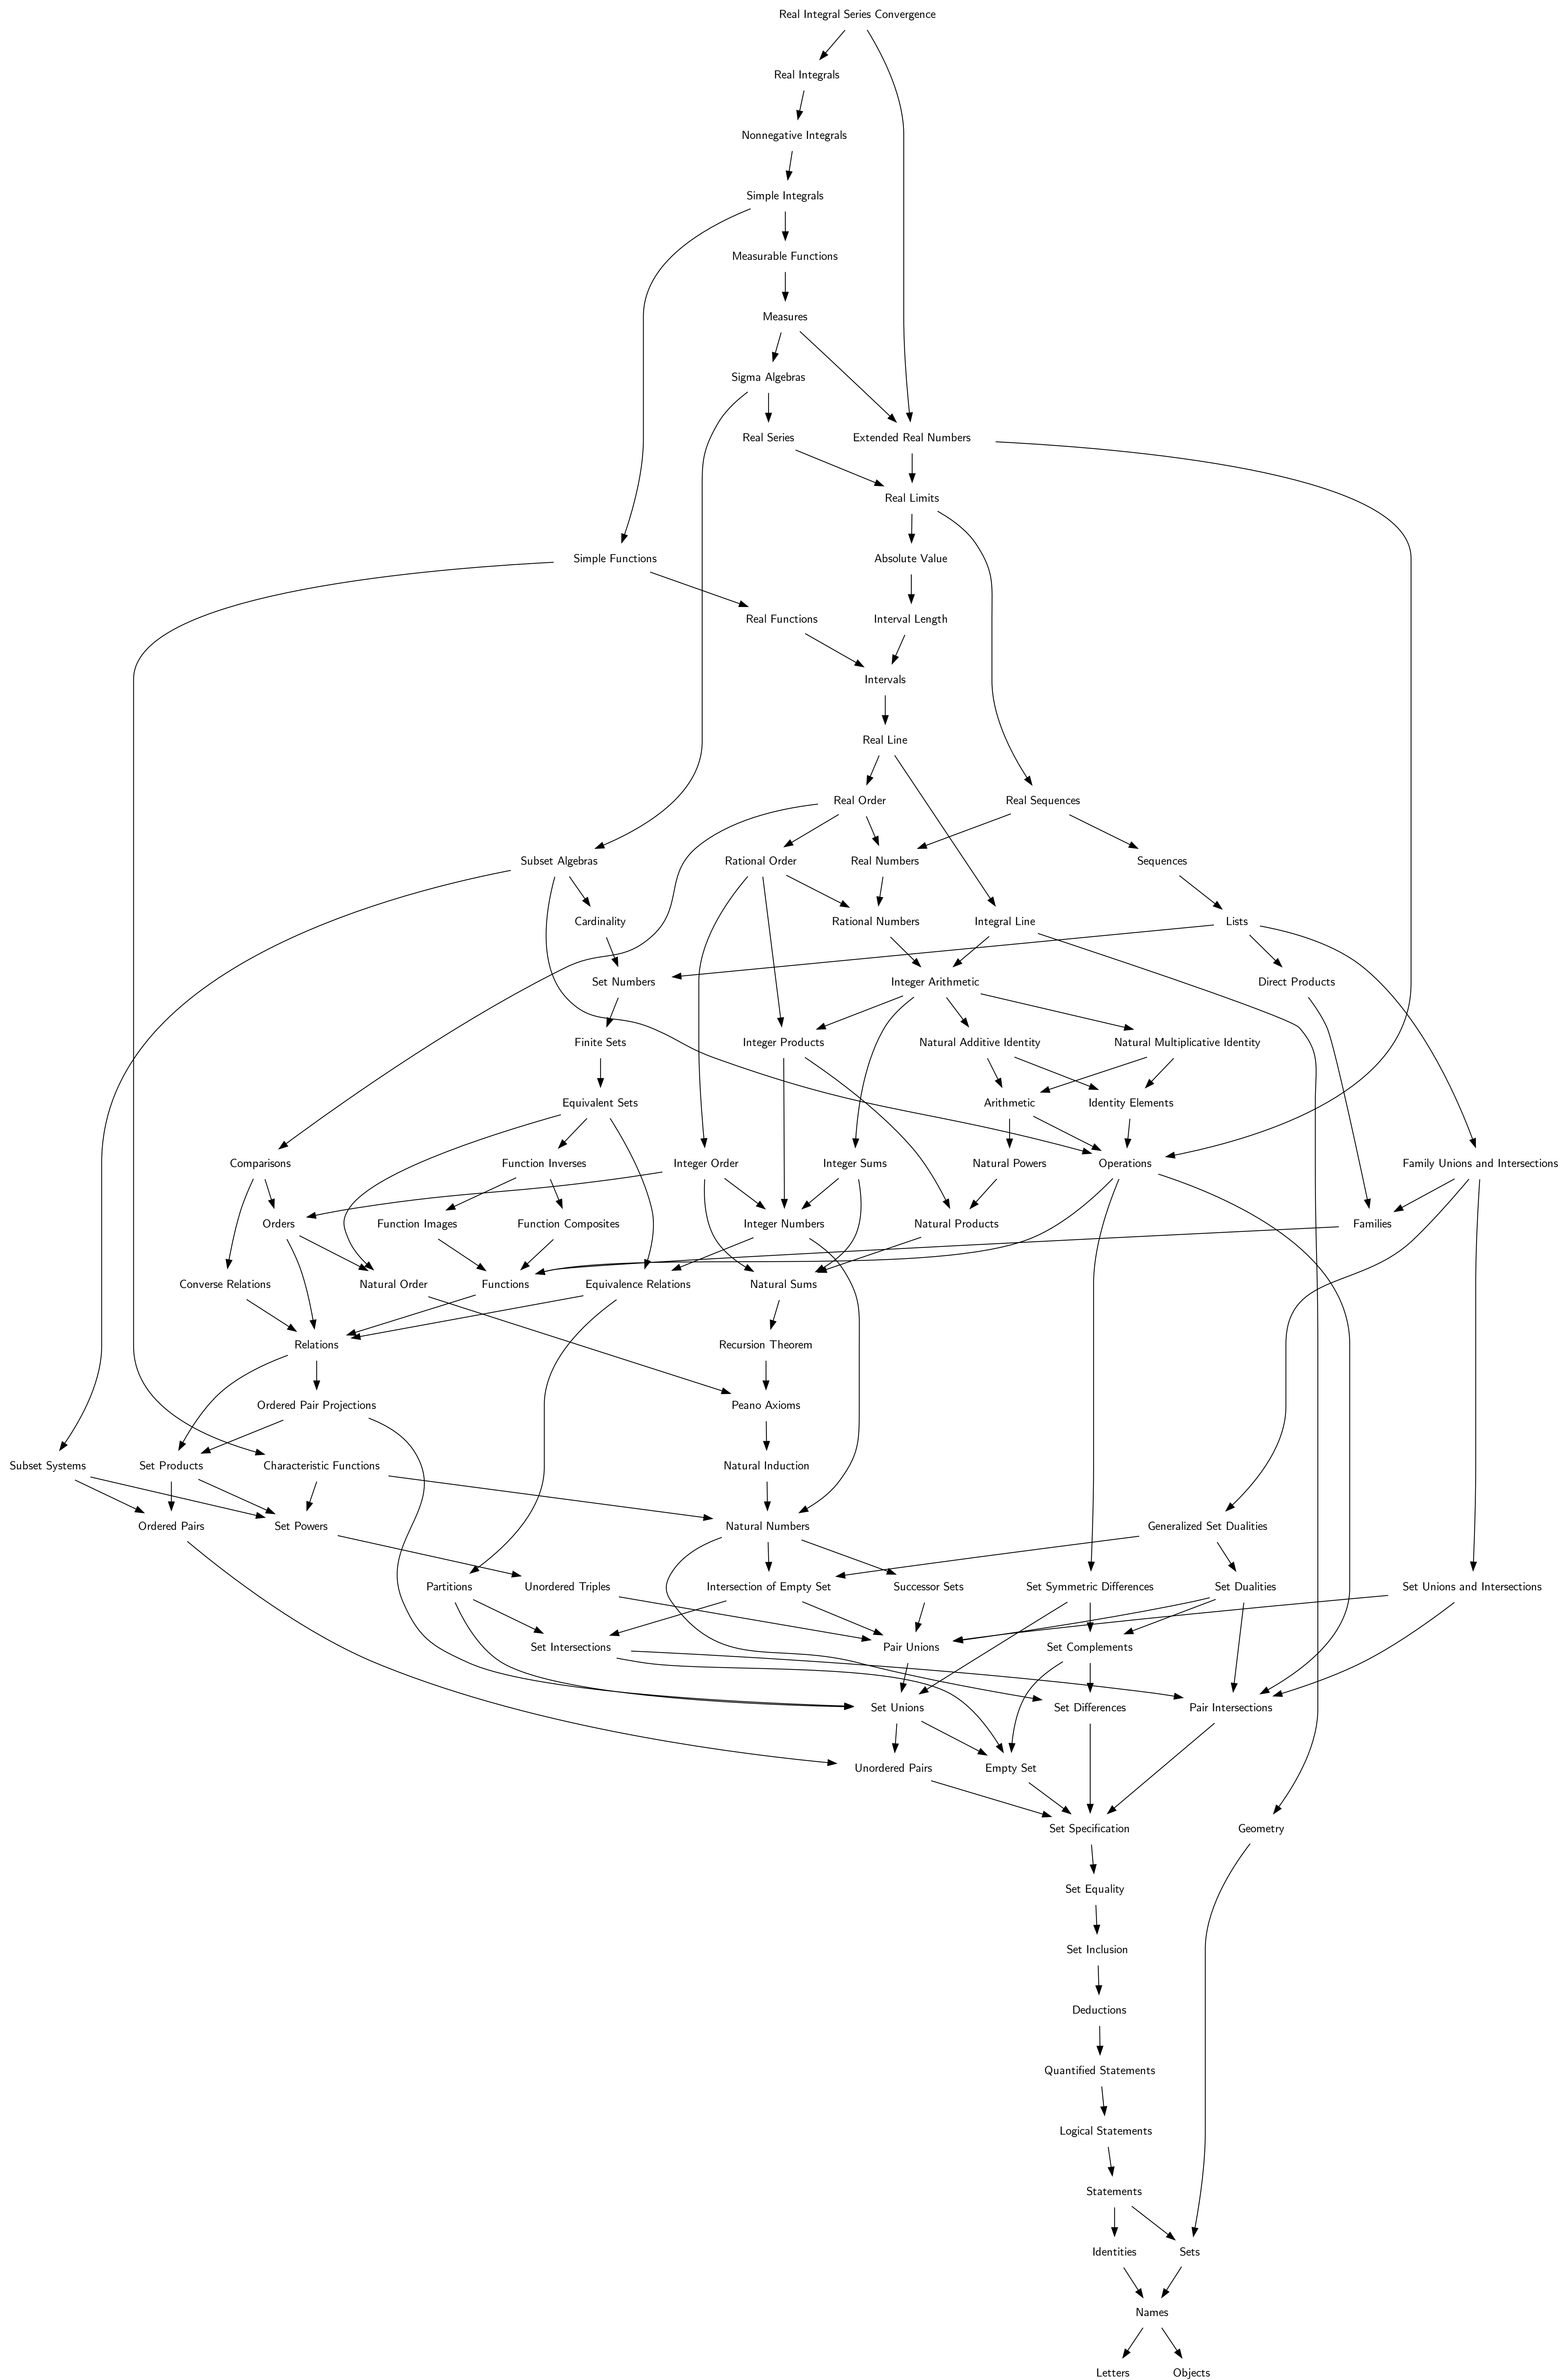 Real Integral Series Convergence
Real Integrals
Nonnegative Integrals
Simple Integrals
Measurable Functions
Measures
Sigma Algebras
Real Series
Extended Real Numbers
Real Limits
Simple Functions
Absolute Value
Real Functions
Interval Length
Intervals
Real Line
Real Order
Real Sequences
Subset Algebras
Rational Order
Real Numbers
Sequences
Cardinality
Rational Numbers
Integral Line
Lists
Set Numbers
Integer Arithmetic
Direct Products
Finite Sets
Integer Products
Natural Additive Identity
Natural Multiplicative Identity
Equivalent Sets
Arithmetic
Identity Elements
Comparisons
Function Inverses
Integer Order
Integer Sums
Natural Powers
Operations
Family Unions and Intersections
Orders
Function Images
Function Composites
Integer Numbers
Natural Products
Families
Converse Relations
Natural Order
Functions
Equivalence Relations
Natural Sums
Relations
Recursion Theorem
Ordered Pair Projections
Peano Axioms
Subset Systems
Set Products
Characteristic Functions
Natural Induction
Ordered Pairs
Set Powers
Natural Numbers
Generalized Set Dualities
Partitions
Unordered Triples
Intersection of Empty Set
Successor Sets
Set Symmetric Differences
Set Dualities
Set Unions and Intersections
Set Intersections
Pair Unions
Set Complements
Set Unions
Set Differences
Pair Intersections
Unordered Pairs
Empty Set
Set Specification
Geometry
Set Equality
Set Inclusion
Deductions
Quantified Statements
Logical Statements
Statements
Identities
Sets
Names
Letters
Objects